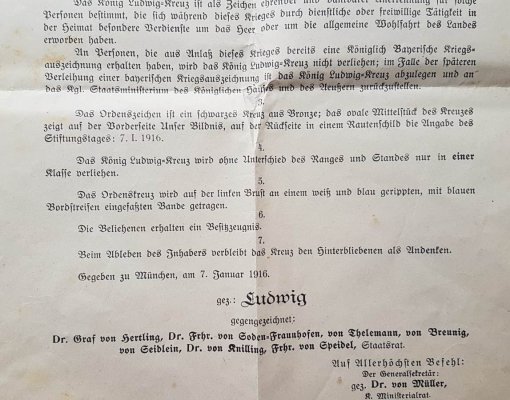 Das König Ludwig-Kreuz ist als Zeichen ehrender und dankbarer Anerkennung für solche
Personen bestimmt, die sich während dieses Krieges durch dienstliche oder freiwillige Tätigkeit in
der Heimat besondere Verdienste um das Heer oder um die allgemeine Wohlfahrt des Landes
erworben haben.
An Personen, die aus Anlaß dieses Krieges bereits eine Königlich Bayerische Kriegs-
auszeichnung erhalten haben, wird das König Ludwig-Kreuz nicht verliehen; im Falle der späteren
Verleihung einer bayerischen Kriegsauszeichnung ist das König Ludwig-Kreuz abzulegen und an
das Kgl. Staatsministerium des Königlichen Hauses und des Äußern zurückzustellen.
3.
Das Ordenszeichen ist ein schwarzes Kreuz aus Bronze; das ovale Mittelstück des Kreuzes
zeigt auf der Vorderseite Unser Bildnis, auf der Rückseite in einem Rautenschild die Angabe des
Stiftungstages: 7. I. 1916.
4.
Das König Ludwig-Kreuz wird ohne Unterschied des Ranges und Standes nur in einer
Klasse verliehen.
5.
Das Ordenskreuz wird auf der linken Brust an einem weiß und blau gerippten, mit blauen
Bordstreifen eingefaßten Bande getragen.
6.
Die Beliehenen erhalten ein Besitzzeugnis.
7.
Beim Ableben des Inhabers verbleibt das Kreuz den Hinterbliebenen als Andenken.
Gegeben zu München, am 7. Januar 1916.
gez.: Ludwig
gegengezeichnet:
Dr. Graf von Hertling, Dr. Frhr. von Soden-Fraunhofen, von Thelemann, von Breunig,
von Seidlein, Dr. von Knilling, Frhr. von Speidel, Staatsrat.
Auf Allerhöchsten Befehl:
Der Generalsekretär:
gez. Dr. von Müller,
K. Ministerialrat.